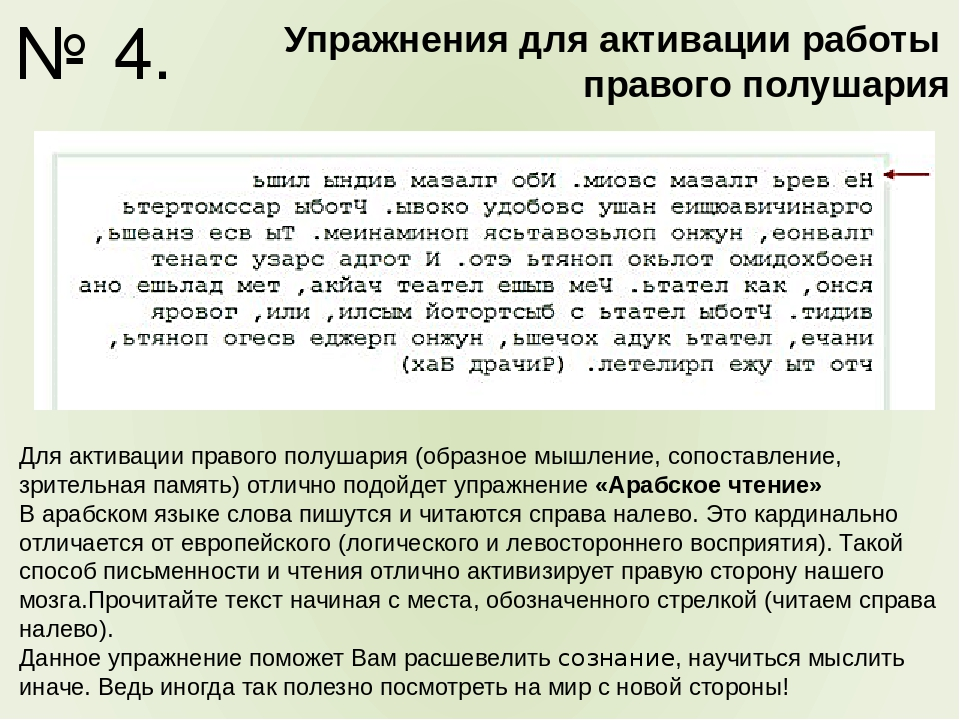 № 4.
Упражнения для активации работы
правого полушария
ьшил ындив мазалг обИ .миовс мазалг ьрев еН
ьтертомссар ыботЧ .ывоко удобовс ушан еищюавичинарго
,ьшеанз есв ыТ .меинаминоп ясьтавозьлопсов онжун ,еонвалг
тенатс узарс адгот И .отэ ьтяноп окьлот омидохбоен
ано ешьлад мет ,акйач теател ешыв меЧ .ьтател как ,онся
яровог ,или ,илсым йотортсыб с ьтател ыботЧ .тидив
,ьтяноп огесв еджерп онжун ,ьшечох адук ьтател ,ечани
(хаБ драчиР) .летелирп ежу ыт отч
Для активации правого полушария (образное мышление, сопоставление,
зрительная память) отлично подойдет упражнение «Арабское чтение»
В арабском языке слова пишутся и читаются справа налево. Это кардинально
отличается от европейского (логического и левостороннего восприятия). Такой
способ письменности и чтения отлично активизирует правую сторону нашего
мозга.Прочитайте текст начиная с места, обозначенного стрелкой (читаем справа
налево).
Данное упражнение поможет Вам расшевелить сознание, научиться мыслить
иначе. Ведь иногда так полезно посмотреть на мир с новой стороны!